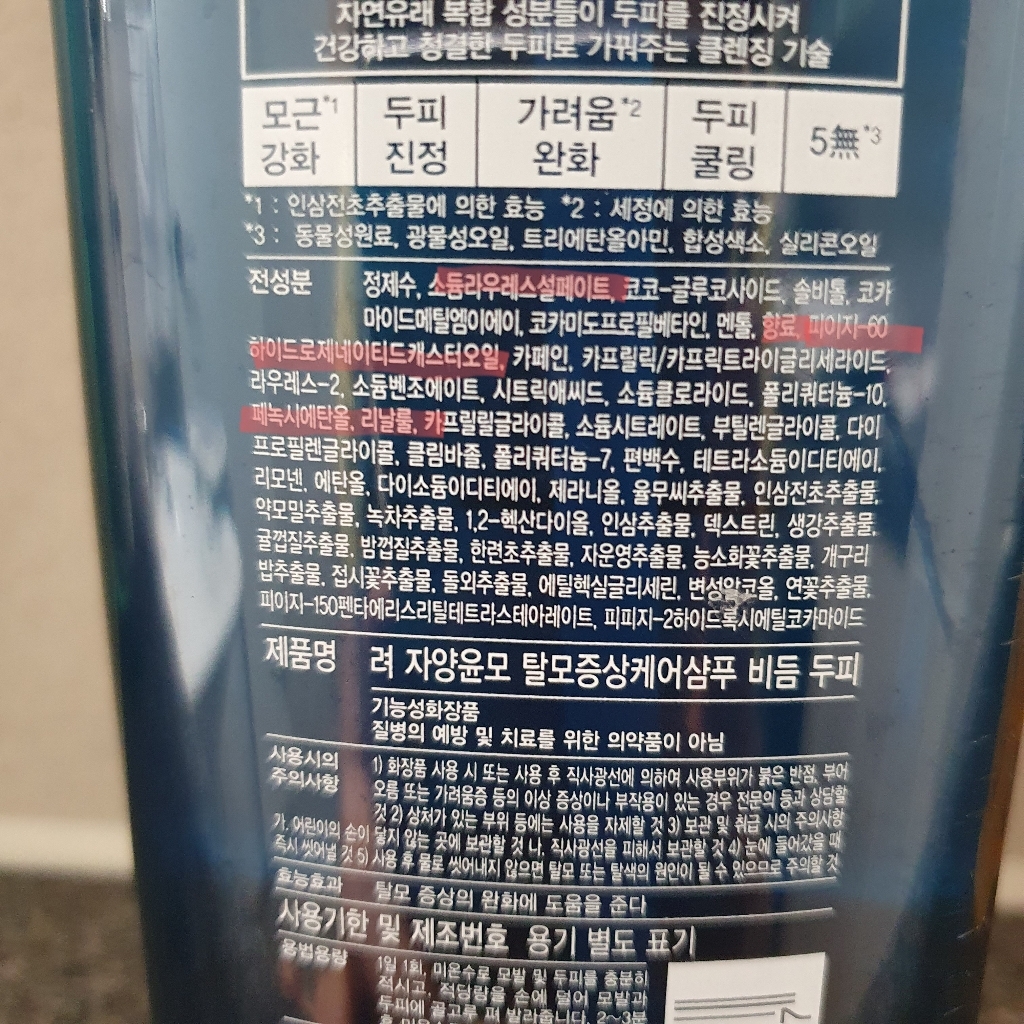 자연유래 복합 성분들이 두피를 진정시켜
건강하고 청결한 두피로 가꿔주는 클렌징 기술
모근*1 강화
두피 진정
가려움*2 완화
두피 쿨링
5無*3
*1 : 인삼전초추출물에 의한 효능 *2 : 세정에 의한 효능
*3 : 동물성원료, 광물성오일, 트리에탄올아민, 합성색소, 실리콘오일
전성분 정제수, 소듐라우레스설페이트, 코코-글루코사이드, 솔비톨, 코카
마이드메틸엠이에이, 코카미도프로필베타인, 멘톨, 향료, 피이지-60
하이드로제네이티드캐스터오일, 카페인, 카프릴릭/카프릭트라이글리세라이드,
라우레스-2, 소듐벤조에이트, 시트릭애씨드, 소듐클로라이드, 폴리쿼터늄-10,
페녹시에탄올, 리날룰, 카프릴릴글라이콜, 소듐시트레이트, 부틸렌글라이콜, 다이
프로필렌글라이콜, 클림바졸, 폴리쿼터늄-7, 편백수, 테트라소듐이디티에이,
리모넨, 에탄올, 다이소듐이디티에이, 제라니올, 율무씨추출물, 인삼전초추출물,
약모밀추출물, 녹차추출물, 1,2-헥산다이올, 인삼추출물, 덱스트린, 생강추출물,
귤껍질추출물, 밤껍질추출물, 한련초추출물, 자운영추출물, 능소화꽃추출물, 개구리
밥추출물, 접시꽃추출물, 돌외추출물, 에틸헥실글리세린, 변성알코올, 연꽃추출물,
피이지-150펜타에리스리틸테트라스테아레이트, 피피지-2하이드록시에틸코카마이드
제품명 려 자양윤모 탈모증상케어샴푸 비듬 두피
기능성화장품
질병의 예방 및 치료를 위한 의약품이 아님
사용시의 주의사항 1) 화장품 사용 시 또는 사용 후 직사광선에 의하여 사용부위가 붉은 반점, 부어
오름 또는 가려움증 등의 이상 증상이나 부작용이 있는 경우 전문의 등과 상담할
것 2) 상처가 있는 부위 등에는 사용을 자제할 것 3) 보관 및 취급 시의 주의사항
가. 어린이의 손이 닿지 않는 곳에 보관할 것 나. 직사광선을 피해서 보관할 것 4) 눈에 들어갔을 때
즉시 씻어낼 것 5) 사용 후 물로 씻어내지 않으면 탈모 또는 탈색의 원인이 될 수 있으므로 주의할 것
효능효과 탈모 증상의 완화에 도움을 준다
사용기한 및 제조번호 용기 별도 표기
용법용량 1일 1회, 미온수로 모발 및 두피를 충분히
적시고, 적당량을 손에 덜어 모발과
두피에 골고루 펴 발라줍니다. 2~3분